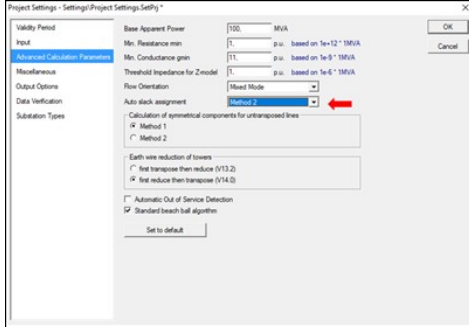 Project Settings - Settings\Project Settings.SetPrj *
Validity Period
Input
Advanced Calculation Parameters
Miscellaneous
Output Options
Data Verification
Substation Types
Base Apparent Power 100, MVA
Min. Resistance rmin 1, p.u. based on 1e+12 * 1MVA
Min. Conductance gmin 11, p.u. based on 1e-9 * 1MVA
Threshold Impedance for Z-model 1, p.u. based on 1e-6 * 1MVA
Flow Orientation Mixed Mode
Auto slack assignment Method 2
Calculation of symmetrical components for untransposed lines
Method 1
Method 2
Earth wire reduction of towers
first transpose then reduce (V13.2)
first reduce then transpose (V14.0)
Automatic Out of Service Detection
Standard beach ball algorithm
Set to default
OK
Cancel